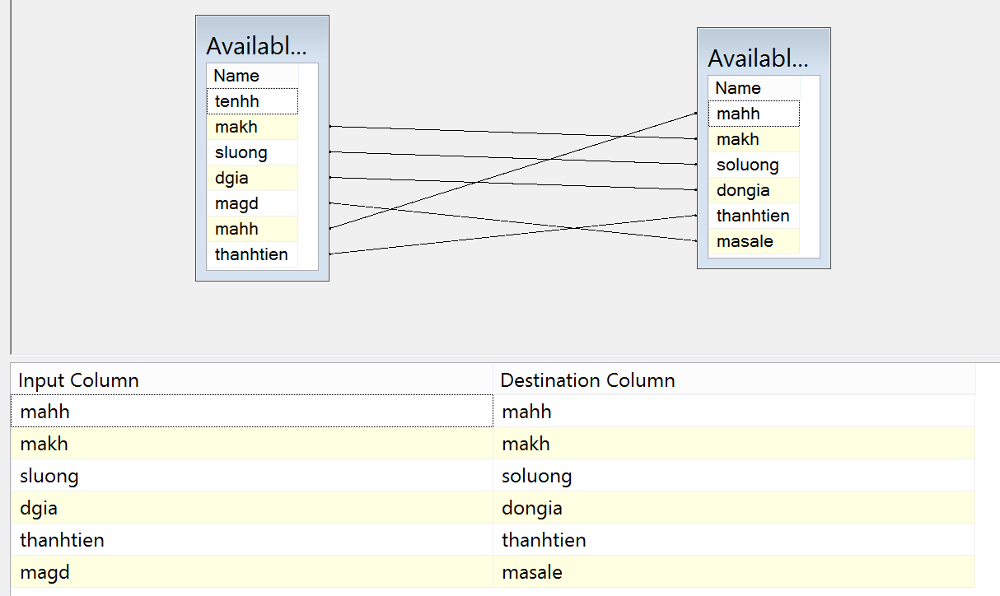 Availabl...
Name
tenhh
makh
sluong
dgia
magd
mahh
thanhtien
Availabl...
Name
mahh
makh
soluong
dongia
thanhtien
masale
Input Column Destination Column
mahh mahh
makh makh
sluong soluong
dgia dongia
thanhtien thanhtien
magd masale